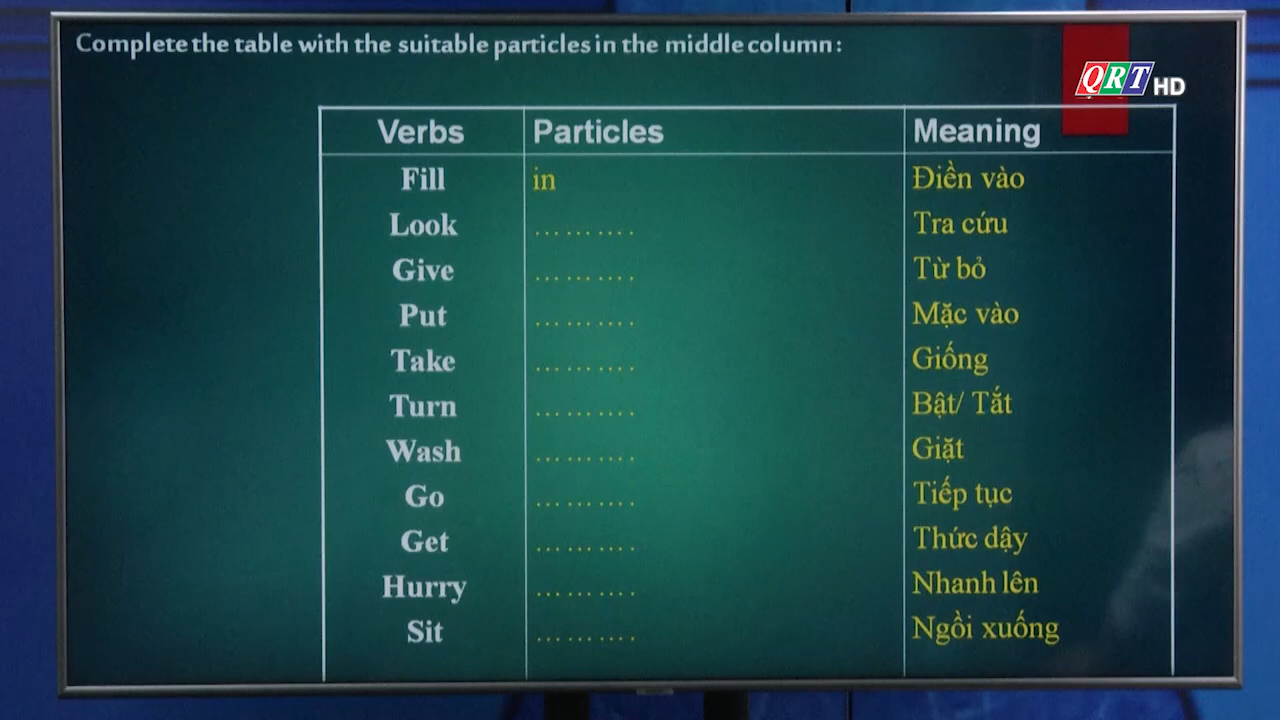 Complete the table with the suitable particles in the middle column:
QRT HD
Verbs Particles Meaning
Fill in Điền vào
Look ………. Tra cứu
Give ………. Từ bỏ
Put ………. Mặc vào
Take ………. Giống
Turn ………. Bật/ Tắt
Wash ………. Giặt
Go ………. Tiếp tục
Get ………. Thức dậy
Hurry ………. Nhanh lên
Sit ………. Ngồi xuống